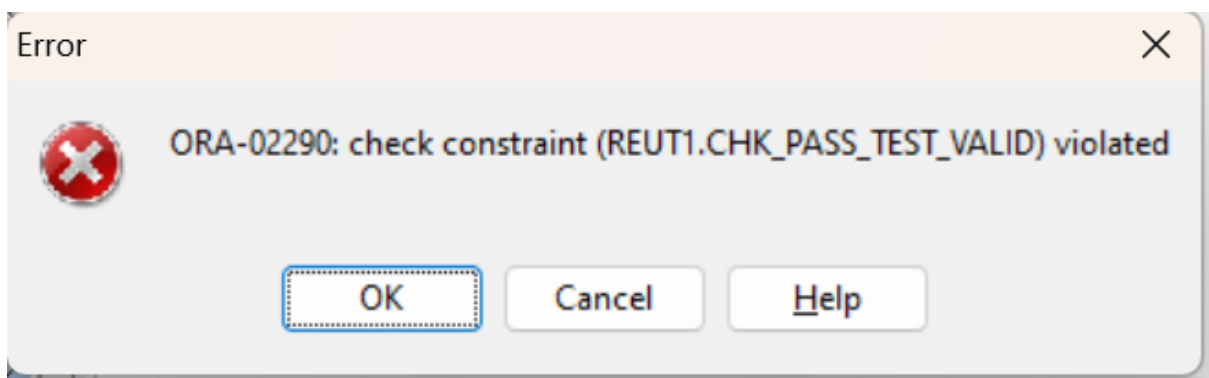 Error
ORA-02290: check constraint (REUT1.CHK_PASS_TEST_VALID) violated
OK
Cancel
Help